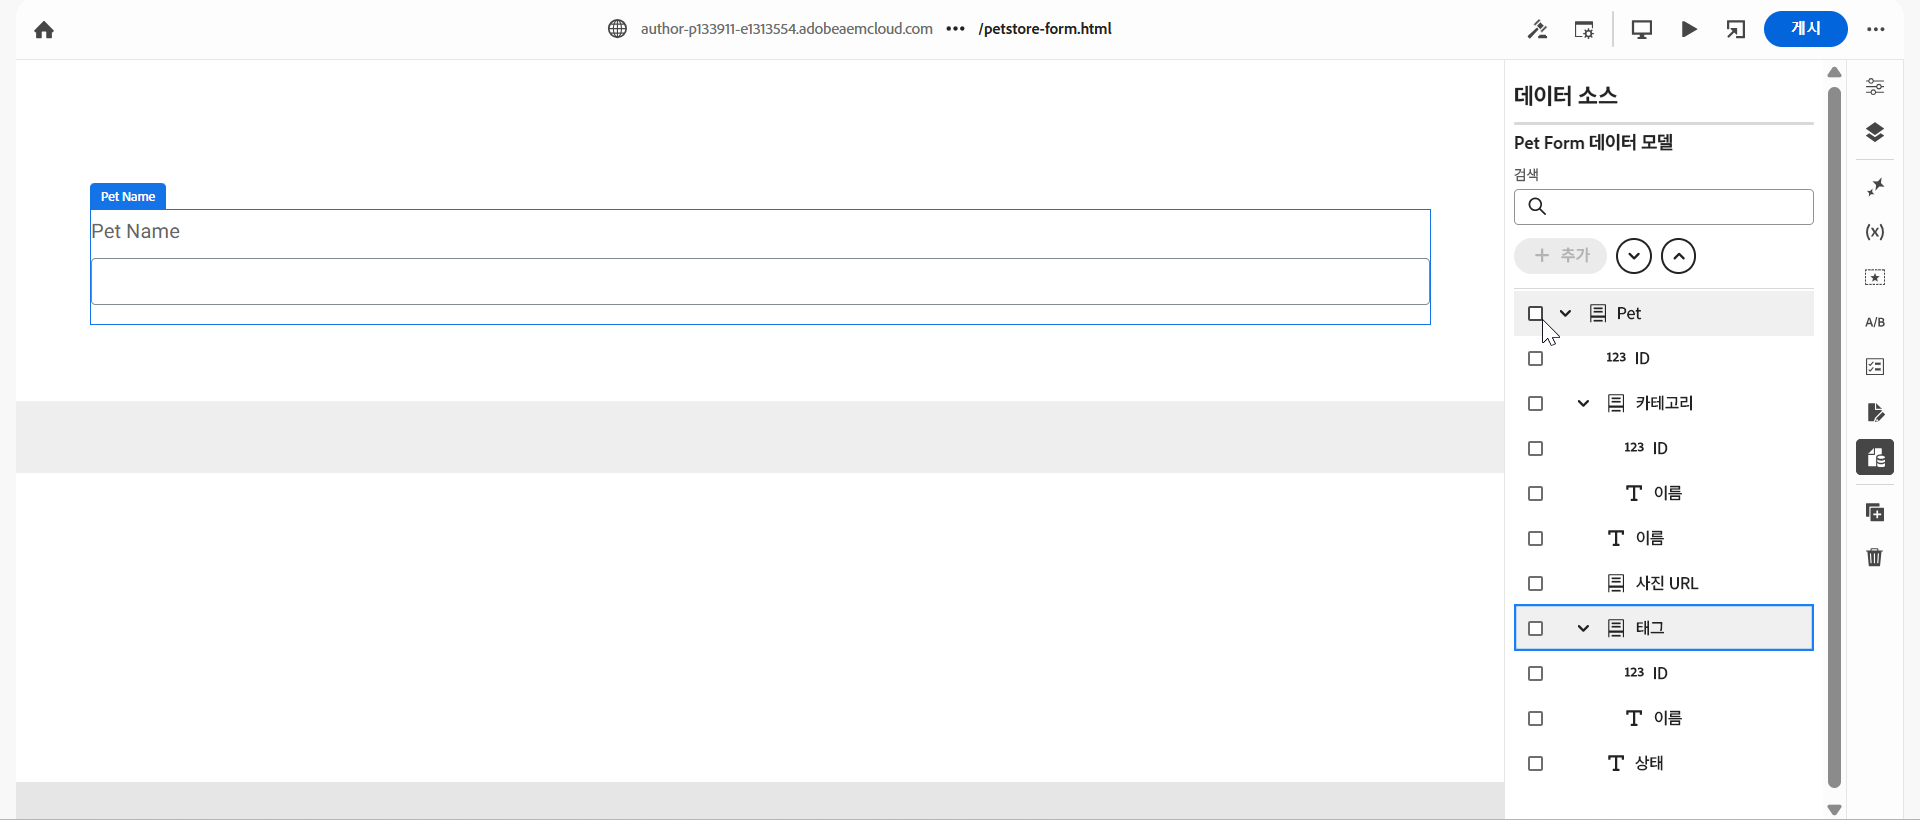 author-p133911-e1313554.adobeaemcloud.com ••• /petstore-form.html
게시
Pet Name
Pet Name
데이터 소스
Pet Form 데이터 모델
검색
+ 추가
Pet
123 ID
카테고리
123 ID
T 이름
T 이름
사진 URL
태그
123 ID
T 이름
T 상태
(x)
A/B